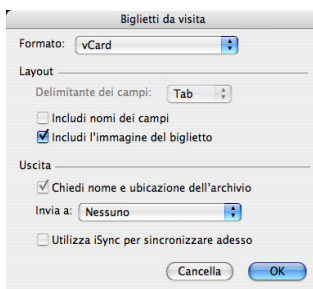 Biglietti da visita
Formato: vCard
Layout
Delimitante dei campi: Tab
Includi nomi dei campi
Includi l'immagine del biglietto
Uscita
Chiedi nome e ubicazione dell'archivio
Invia a: Nessuno
Utilizza iSync per sincronizzare adesso
Cancella OK